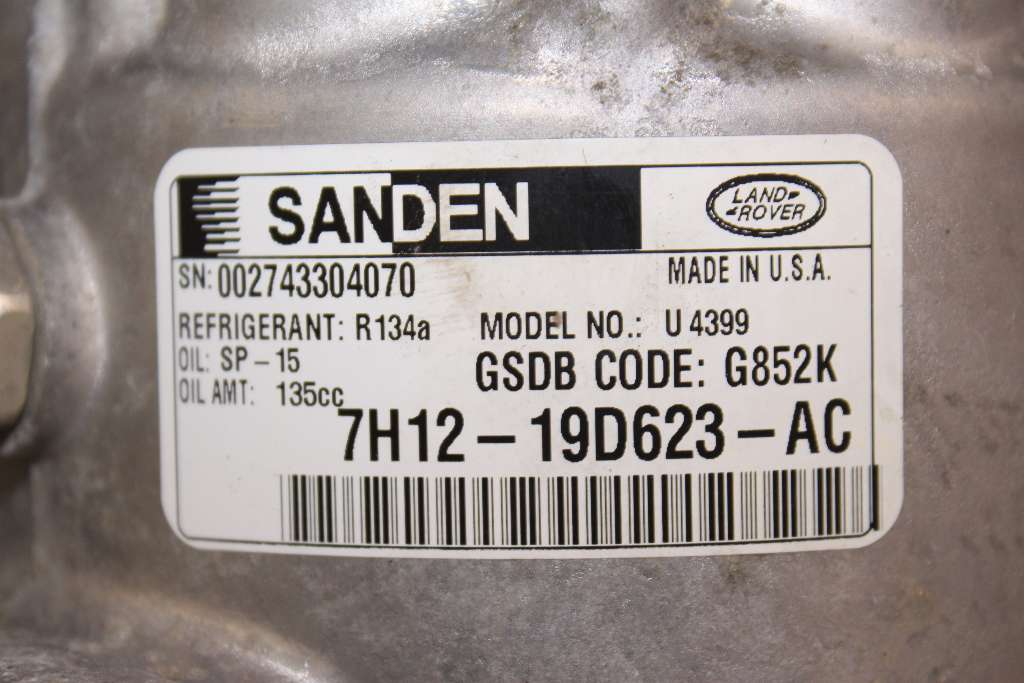 SANDEN
LAND
ROVER
SN: 002743304070
MADE IN U.S.A.
REFRIGERANT: R134a MODEL NO.: U 4399
OIL: SP-15
GSDB CODE: G852K
OIL AMT: 135cc
7H12-19D623-AC